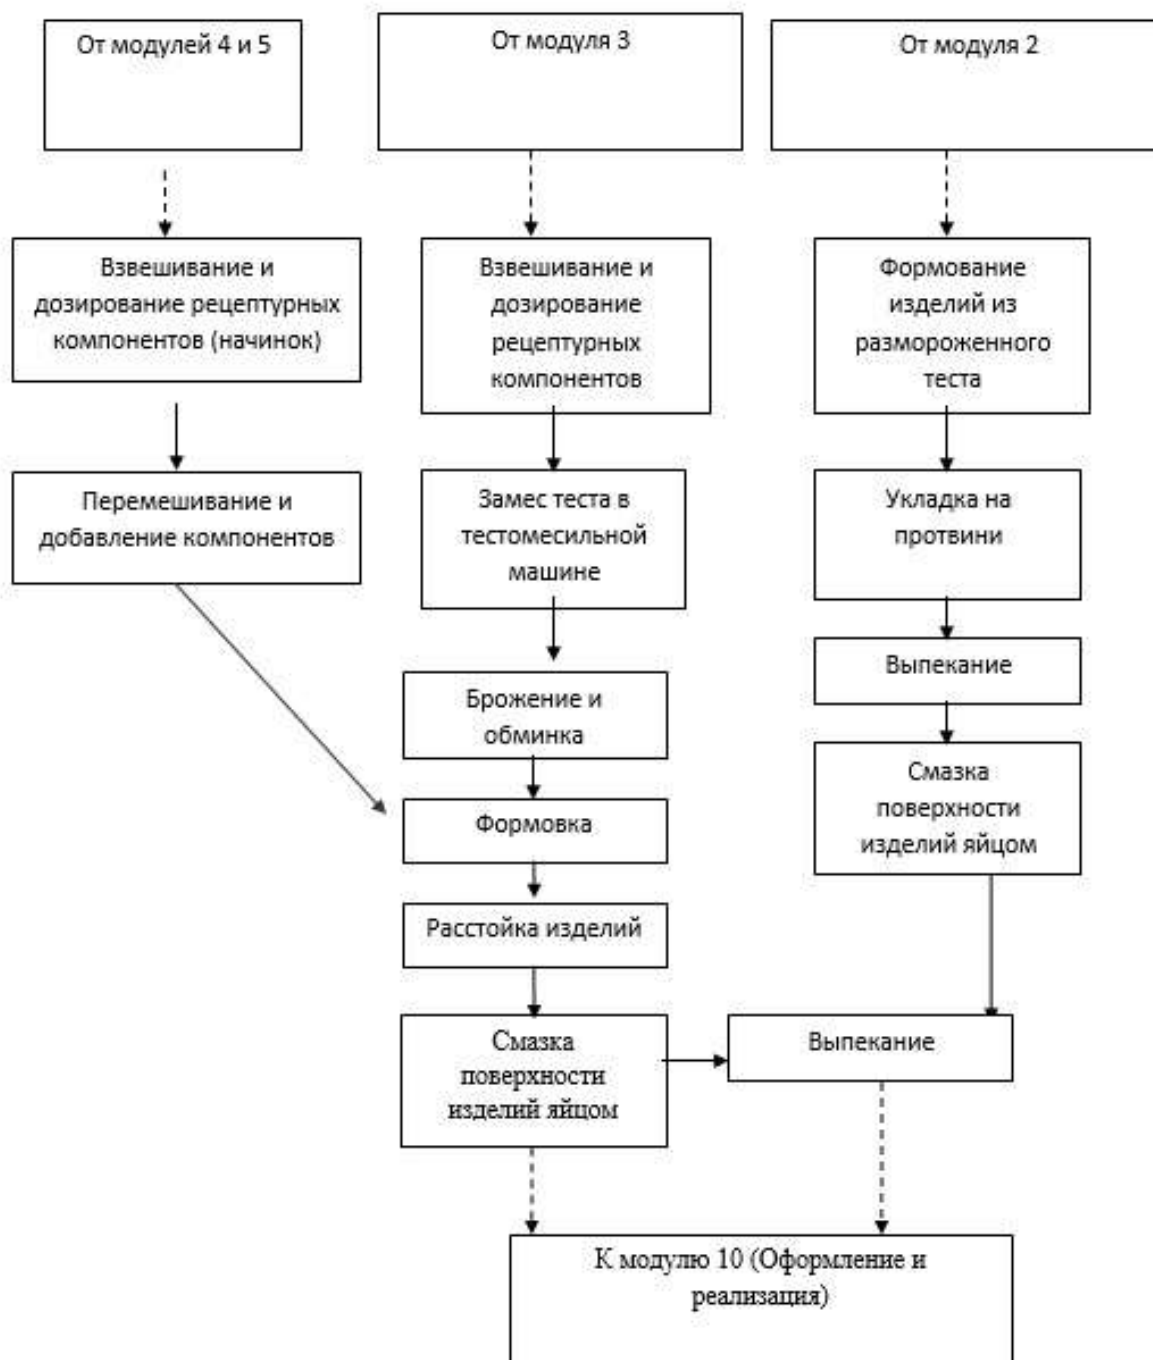 От модулей 4 и 5
От модуля 3
От модуля 2
Взвешивание и
дозирование рецептурных
компонентов (начинок)
Взвешивание и
дозирование
рецептурных
компонентов
Формование
изделий из
размороженного
теста
Перемешивание и
добавление компонентов
Замес теста в
тестомесильной
машине
Укладка на
протвини
Выпекание
Брожение и
обминка
Смазка
поверхности
изделий яйцом
Формовка
Расстойка изделий
Смазка
поверхности
изделий яйцом
Выпекание
К модулю 10 (Оформление и
реализация)